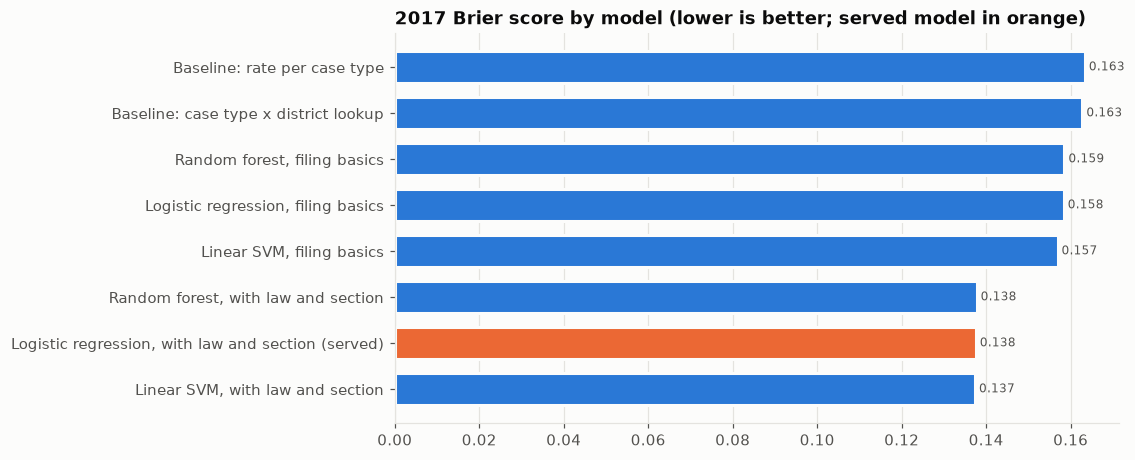 2017 Brier score by model (lower is better; served model in orange)
Baseline: rate per case type 0.163
Baseline: case type x district lookup 0.163
Random forest, filing basics 0.159
Logistic regression, filing basics 0.158
Linear SVM, filing basics 0.157
Random forest, with law and section 0.138
Logistic regression, with law and section (served) 0.138
Linear SVM, with law and section 0.137
0.00 0.02 0.04 0.06 0.08 0.10 0.12 0.14 0.16